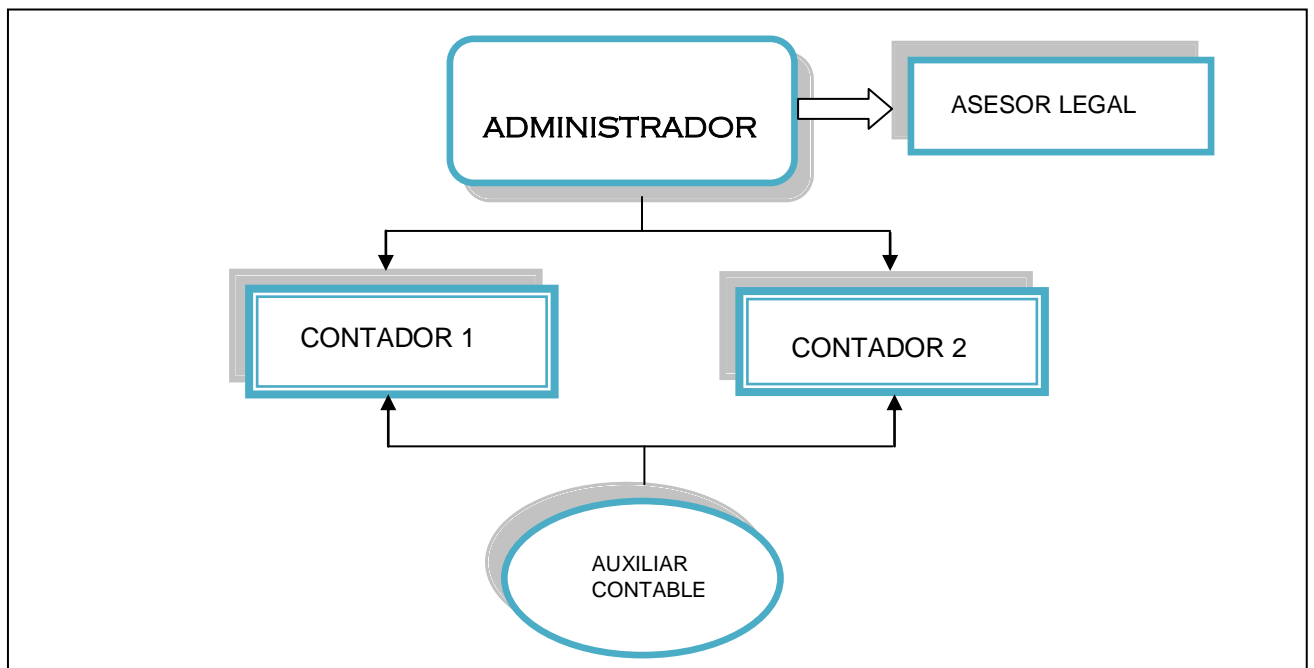 ADMINISTRADOR
ASESOR LEGAL
CONTADOR 1
CONTADOR 2
AUXILIAR
CONTABLE